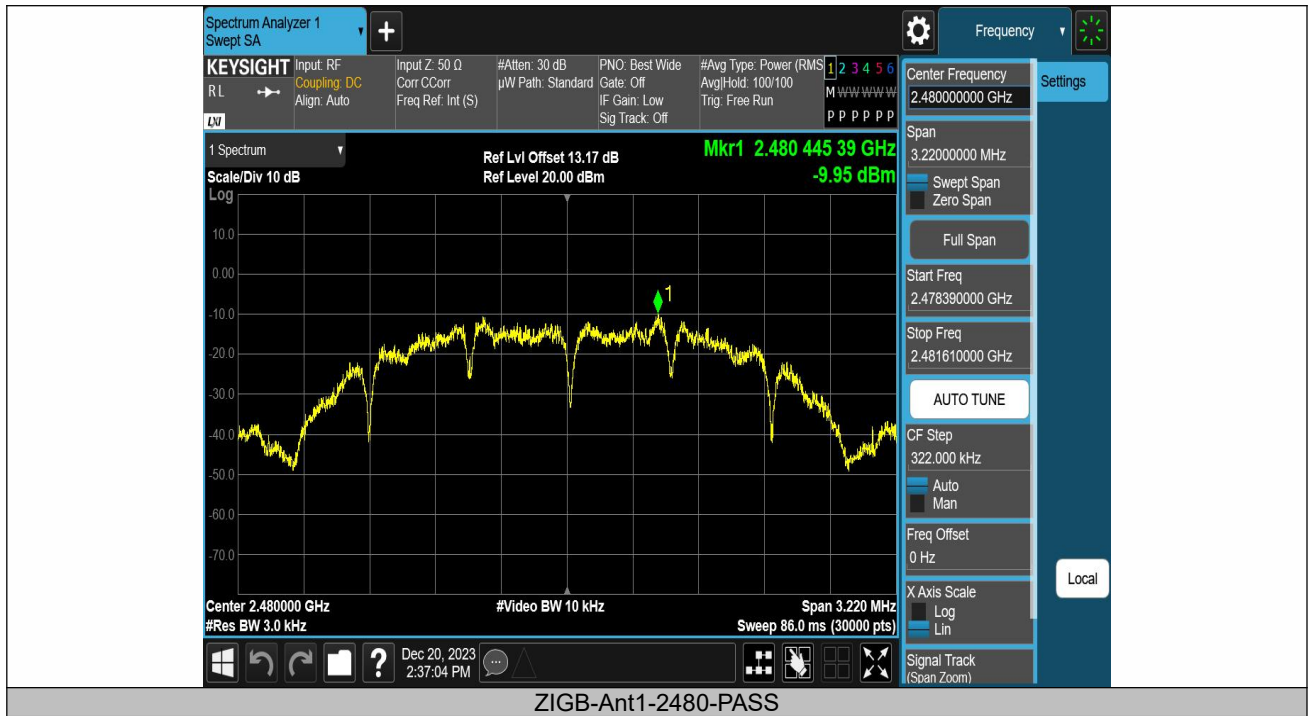 Spectrum Analyzer 1
Swept SA
Frequency
KEYSIGHT
RL
LXI
Input: RF
Coupling: DC
Align: Auto
Input Z: 50 Ω
Corr CCorr
Freq Ref: Int (S)
#Atten: 30 dB
µW Path: Standard
PNO: Best Wide
Gate: Off
IF Gain: Low
Sig Track: Off
#Avg Type: Power (RMS
Avg|Hold: 100/100
Trig: Free Run
1 2 3 4 5 6
M W W W W W
P P P P P P
1 Spectrum
Scale/Div 10 dB
Ref Lvl Offset 13.17 dB
Ref Level 20.00 dBm
Mkr1 2.480 445 39 GHz
-9.95 dBm
Log
10.0
0.00
-10.0
-20.0
-30.0
-40.0
-50.0
-60.0
-70.0
1
Center 2.480000 GHz
#Res BW 3.0 kHz
#Video BW 10 kHz
Span 3.220 MHz
Sweep 86.0 ms (30000 pts)
Dec 20, 2023
2:37:04 PM
Center Frequency
2.480000000 GHz
Settings
Span
3.22000000 MHz
Swept Span
Zero Span
Full Span
Start Freq
2.478390000 GHz
Stop Freq
2.481610000 GHz
AUTO TUNE
CF Step
322.000 kHz
Auto
Man
Freq Offset
0 Hz
X Axis Scale
Log
Lin
Local
Signal Track
(Span Zoom)
ZIGB-Ant1-2480-PASS